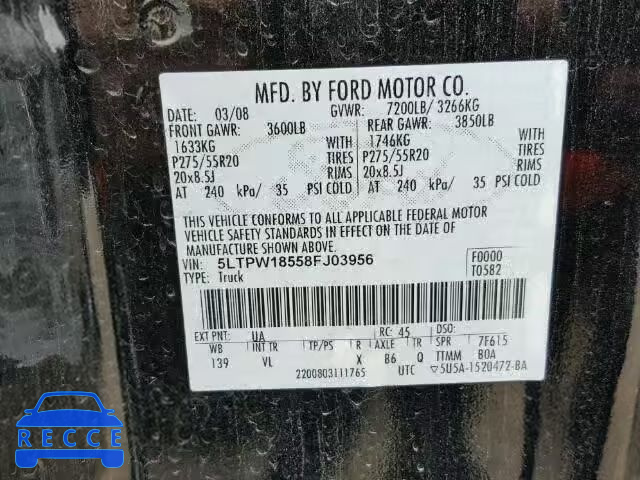 MFD. BY FORD MOTOR CO.
DATE: 03/08 GVWR: 7200LB/ 3266KG
FRONT GAWR: 3600LB REAR GAWR: 3850LB
1633KG WITH 1746KG WITH
P275/55R20 TIRES P275/55R20 TIRES
20x8.5J RIMS 20x8.5J RIMS
AT 240 kPa/ 35 PSI COLD AT 240 kPa/ 35 PSI COLD
THIS VEHICLE CONFORMS TO ALL APPLICABLE FEDERAL MOTOR
VEHICLE SAFETY STANDARDS IN EFFECT ON THE DATE OF
MANUFACTURE SHOWN ABOVE.
VIN: 5LTPW18558FJ03956 F0000
TYPE: Truck T0582
EXT PNT: UA RC: 45 DSO:
WB INT TR TP/PS R AXLE TR SPR 7F615
139 VL X B6 Q TTMM BOA
2200803111765 UTC ▽5U5A-1520472-BA
RECCE